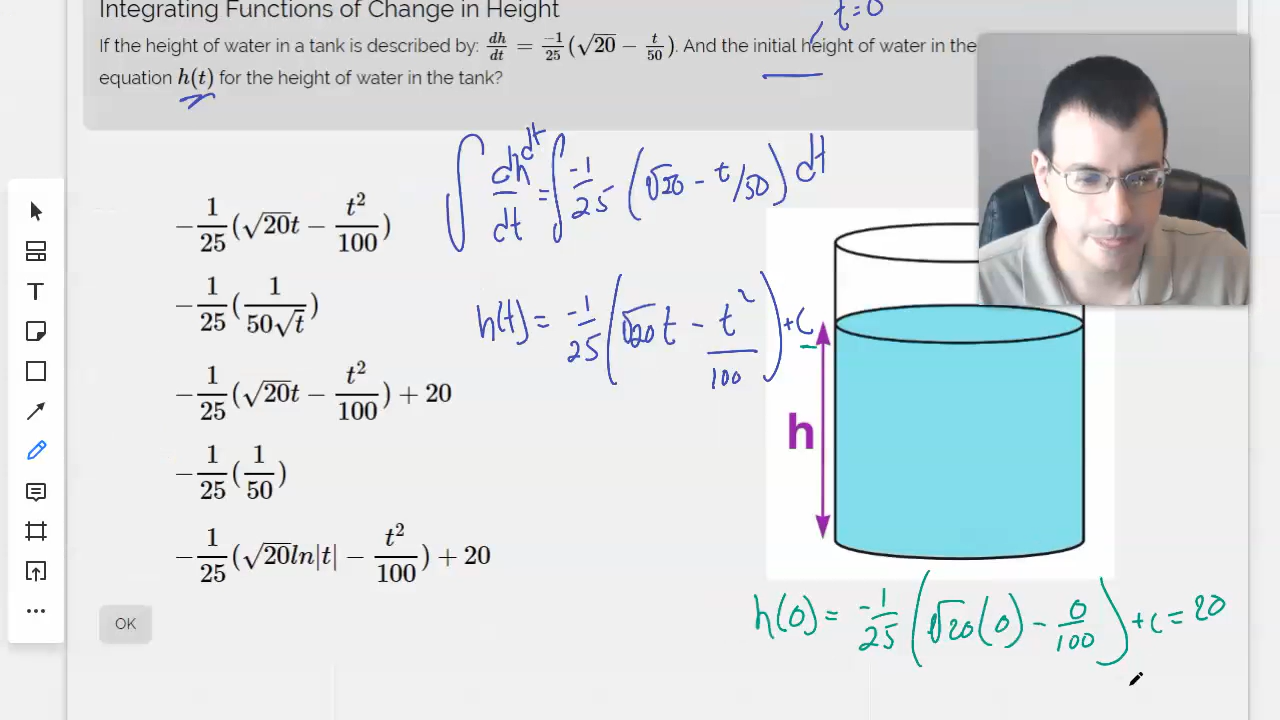 Integrating Functions of Change in Height
t=0
If the height of water in a tank is described by: dh/dt = -1/25(√20 − t/50). And the initial height of water in the
equation h(t) for the height of water in the tank?
∫ dh/dt dt = ∫ -1/25 (√20 - t/50) dt
−1/25(√20t − t²/100)
−1/25(1/50√t)
h(t) = -1/25 (√20 t - t²/100) + C
−1/25(√20t − t²/100) + 20
h
−1/25(1/50)
−1/25(√20ln|t| − t²/100) + 20
h(0) = -1/25 (√20(0) - 0/100) + C = 20
OK
T